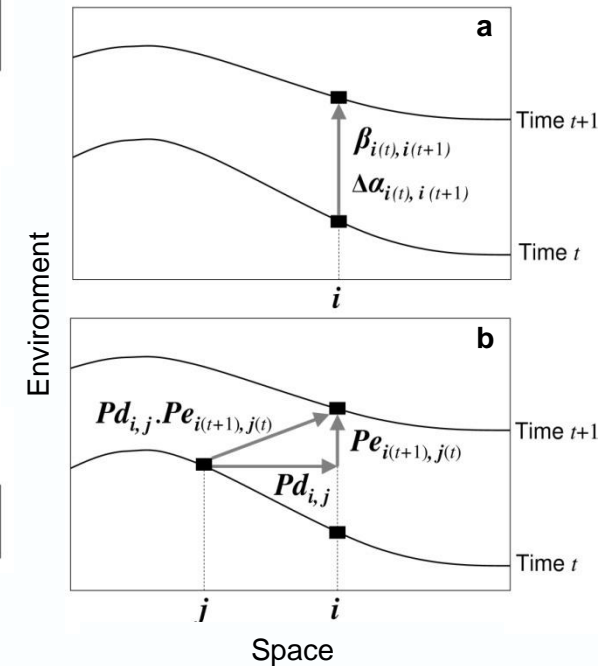 a
Time t+1
β i(t), i(t+1)
Δα i(t), i (t+1)
Time t
i
Environment
b
Pd i, j .Pe i(t+1), j(t)
Time t+1
Pe i(t+1), j(t)
Pd i, j
Time t
j i
Space